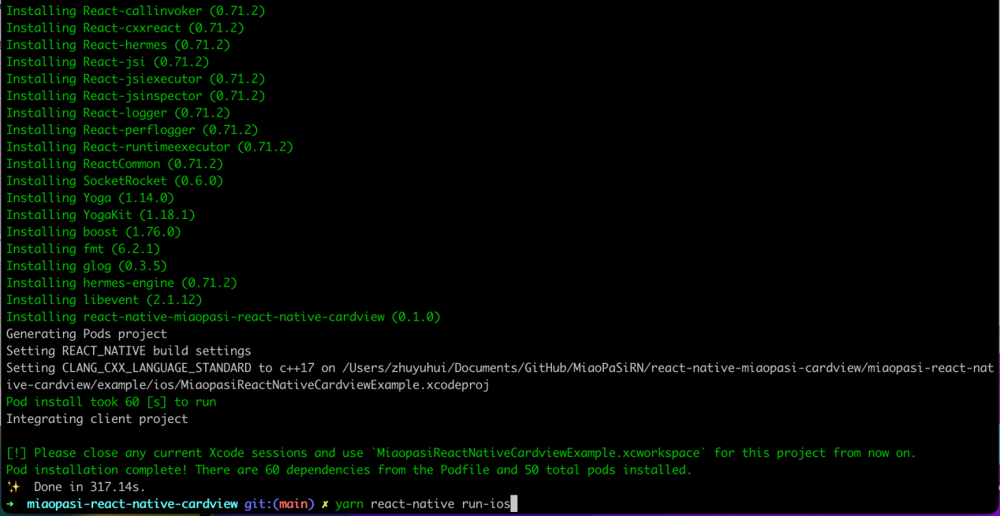 Installing React-callinvoker (0.71.2)
Installing React-cxxreact (0.71.2)
Installing React-hermes (0.71.2)
Installing React-jsi (0.71.2)
Installing React-jsiexecutor (0.71.2)
Installing React-jsinspector (0.71.2)
Installing React-logger (0.71.2)
Installing React-perflogger (0.71.2)
Installing React-runtimeexecutor (0.71.2)
Installing ReactCommon (0.71.2)
Installing SocketRocket (0.6.0)
Installing Yoga (1.14.0)
Installing YogaKit (1.18.1)
Installing boost (1.76.0)
Installing fmt (6.2.1)
Installing glog (0.3.5)
Installing hermes-engine (0.71.2)
Installing libevent (2.1.12)
Installing react-native-miaopasi-react-native-cardview (0.1.0)
Generating Pods project
Setting REACT_NATIVE build settings
Setting CLANG_CXX_LANGUAGE_STANDARD to c++17 on /Users/zhuyuhui/Documents/GitHub/MiaoPaSiRN/react-native-miaopasi-cardview/miaopasi-react-nat
ive-cardview/example/ios/MiaopasiReactNativeCardviewExample.xcodeproj
Pod install took 60 [s] to run
Integrating client project
[!] Please close any current Xcode sessions and use `MiaopasiReactNativeCardviewExample.xcworkspace` for this project from now on.
Pod installation complete! There are 60 dependencies from the Podfile and 50 total pods installed.
✨ Done in 317.14s.
➜ miaopasi-react-native-cardview git:(main) ✗ yarn react-native run-ios